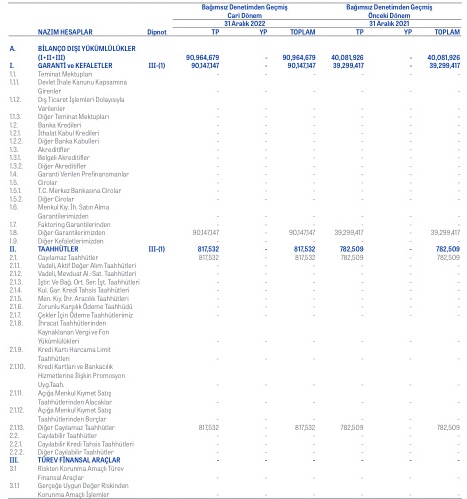 Bağımsız Denetimden Geçmiş Bağımsız Denetimden Geçmiş
Cari Dönem Önceki Dönem
31 Aralık 2022 31 Aralık 2021
NAZIM HESAPLAR Dipnot TP YP TOPLAM TP YP TOPLAM
A. BİLANÇO DIŞI YÜKÜMLÜLÜKLER
(I+II+III) 90,964,679 - 90,964,679 40,081,926 - 40,081,926
I. GARANTİ ve KEFALETLER III-(1) 90,147,147 - 90,147,147 39,299,417 - 39,299,417
1.1. Teminat Mektupları - - - - - -
1.1.1. Devlet İhale Kanunu Kapsamına
Girenler - - - - - -
1.1.2. Dış Ticaret İşlemleri Dolayısıyla
Verilenler - - - - - -
1.1.3. Diğer Teminat Mektupları - - - - - -
1.2. Banka Kredileri - - - - - -
1.2.1. İthalat Kabul Kredileri - - - - - -
1.2.2. Diğer Banka Kabulleri - - - - - -
1.3. Akreditifler - - - - - -
1.3.1. Belgeli Akreditifler - - - - - -
1.3.2. Diğer Akreditifler - - - - - -
1.4. Garanti Verilen Prefinansmanlar - - - - - -
1.5. Cirolar - - - - - -
1.5.1. T.C. Merkez Bankasına Cirolar - - - - - -
1.5.2. Diğer Cirolar - - - - - -
1.6. Menkul Kıy. İh. Satın Alma
Garantilerimizden - - - - - -
1.7. Faktoring Garantilerinden - - - - - -
1.8. Diğer Garantilerimizden 90,147,147 - 90,147,147 39,299,417 - 39,299,417
1.9. Diğer Kefaletlerimizden - - - - - -
II. TAAHHÜTLER III-(1) 817,532 - 817,532 782,509 - 782,509
2.1. Cayılamaz Taahhütler 817,532 - 817,532 782,509 - 782,509
2.1.1. Vadeli, Aktif Değer Alım Taahhütleri - - - - - -
2.1.2. Vadeli, Mevduat Al.-Sat. Taahhütleri - - - - - -
2.1.3. İştir. Ve Bağ. Ort. Ser. İşt. Taahhütleri - - - - - -
2.1.4. Kul. Gar. Kredi Tahsis Taahhütleri - - - - - -
2.1.5. Men. Kıy. İhr. Aracılık Taahhütleri - - - - - -
2.1.6. Zorunlu Karşılık Ödeme Taahhüdü - - - - - -
2.1.7. Çekler İçin Ödeme Taahhütlerimiz - - - - - -
2.1.8. İhracat Taahhütlerinden
Kaynaklanan Vergi ve Fon
Yükümlülükleri - - - - - -
2.1.9. Kredi Kartı Harcama Limit
Taahhütleri - - - - - -
2.1.10. Kredi Kartları ve Bankacılık
Hizmetlerine İlişkin Promosyon
Uyg.Taah. - - - - - -
2.1.11. Açığa Menkul Kıymet Satış
Taahhütlerinden Alacaklar - - - - - -
2.1.12. Açığa Menkul Kıymet Satış
Taahhütlerinden Borçlar - - - - - -
2.1.13. Diğer Cayılamaz Taahhütler 817,532 - 817,532 782,509 - 782,509
2.2. Cayılabilir Taahhütler - - - - - -
2.2.1. Cayılabilir Kredi Tahsis Taahhütleri - - - - - -
2.2.2. Diğer Cayılabilir Taahhütler - - - - - -
III. TÜREV FİNANSAL ARAÇLAR - - - - - -
3.1 Riskten Korunma Amaçlı Türev
Finansal Araçlar - - - - - -
3.1.1 Gerçeğe Uygun Değer Riskinden
Korunma Amaçlı İşlemler - - - - - -